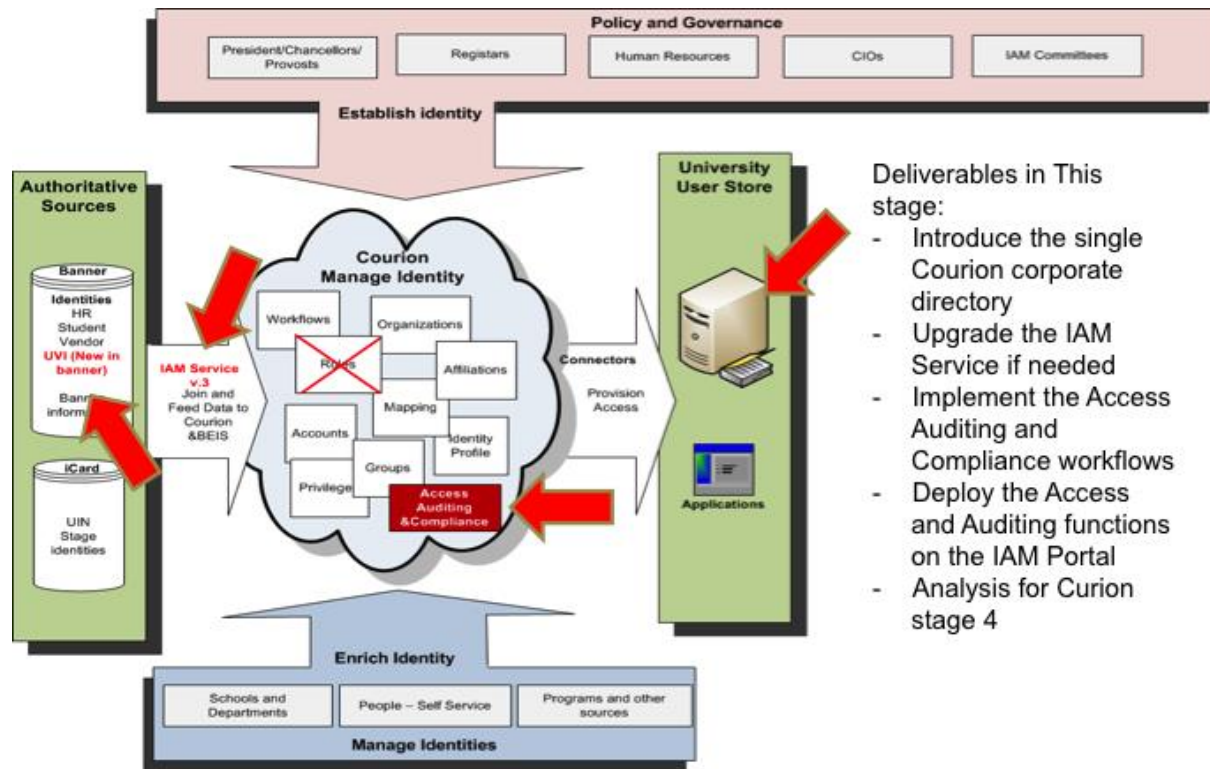 Policy and Governance
President/Chancellors/
Provosts
Registars
Human Resources
CIOs
IAM Committees
Establish identity
Authoritative
Sources
Banner
Identities
HR
Student
Vendor
UVI (New in
banner)
Bann
inform
iCard
UIN
Stage
identities
IAM Service
v.3
Join and
Feed Data to
Courion
&BEIS
Courion
Manage Identity
Workflows
Organizations
Roles
Affiliations
Mapping
Accounts
Identity
Profile
Groups
Privilege
Access
Auditing
&Compliance
Connectors
Provision
Access
University
User Store
Applications
Deliverables in This
stage:
- Introduce the single
Courion corporate
directory
- Upgrade the IAM
Service if needed
- Implement the Access
Auditing and
Compliance workflows
- Deploy the Access
and Auditing functions
on the IAM Portal
- Analysis for Curion
stage 4
Enrich Identity
Schools and
Departments
People – Self Service
Programs and other
sources
Manage Identities